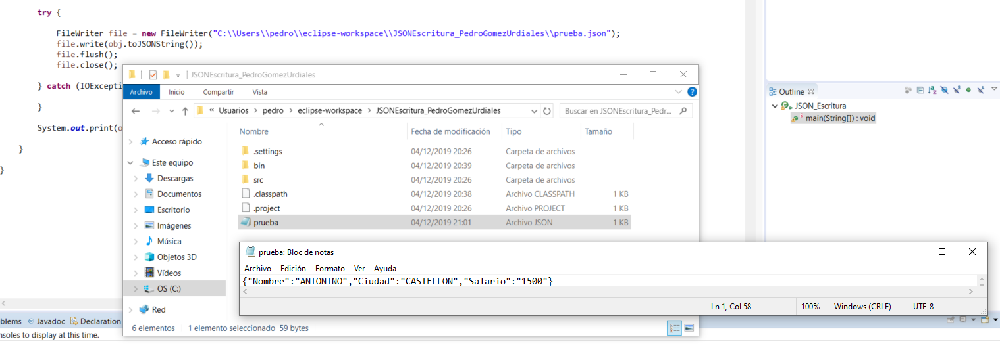 try {
FileWriter file = new FileWriter("C:\\Users\\pedro\\eclipse-workspace\\JSONEscritura_PedroGomezUrdiales\\prueba.json");
file.write(obj.toJSONString());
file.flush();
file.close();
} catch (IOExcepti
}
System.out.print(o
}
}
JSONEscritura_PedroGomezUrdiales
Archivo Inicio Compartir Vista
« Usuarios > pedro > eclipse-workspace > JSONEscritura_PedroGomezUrdiales
Buscar en JSONEscritura_Pedr...
Nombre Fecha de modificación Tipo Tamaño
Acceso rápido
Este equipo
Descargas
Documentos
Escritorio
Imágenes
Música
Objetos 3D
Vídeos
OS (C:)
Red
.settings 04/12/2019 20:26 Carpeta de archivos
bin 04/12/2019 20:39 Carpeta de archivos
src 04/12/2019 20:26 Carpeta de archivos
.classpath 04/12/2019 20:38 Archivo CLASSPATH 1 KB
.project 04/12/2019 20:26 Archivo PROJECT 1 KB
prueba 04/12/2019 21:01 Archivo JSON 1 KB
6 elementos 1 elemento seleccionado 59 bytes
prueba: Bloc de notas
Archivo Edición Formato Ver Ayuda
{"Nombre":"ANTONINO","Ciudad":"CASTELLON","Salario":"1500"}
Ln 1, Col 58 100% Windows (CRLF) UTF-8
Outline
JSON_Escritura
main(String[]) : void
blems Javadoc Declaration
nsoles to display at this time.